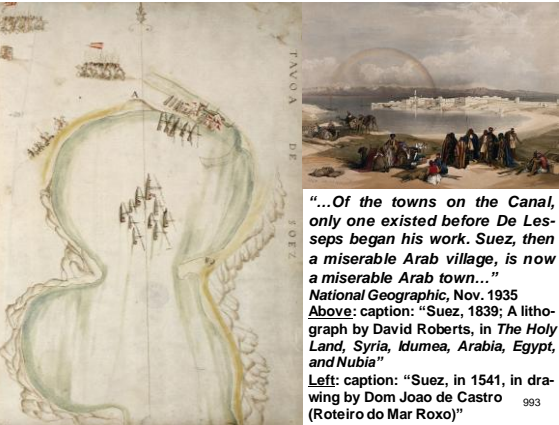 A
TAVOA DE SOEZ
“…Of the towns on the Canal,
only one existed before De Les-
seps began his work. Suez, then
a miserable Arab village, is now
a miserable Arab town…”
National Geographic, Nov. 1935
Above: caption: “Suez, 1839; A litho-
graph by David Roberts, in The Holy
Land, Syria, Idumea, Arabia, Egypt,
and Nubia”
Left: caption: “Suez, in 1541, in dra-
wing by Dom Joao de Castro
(Roteiro do Mar Roxo)”
993